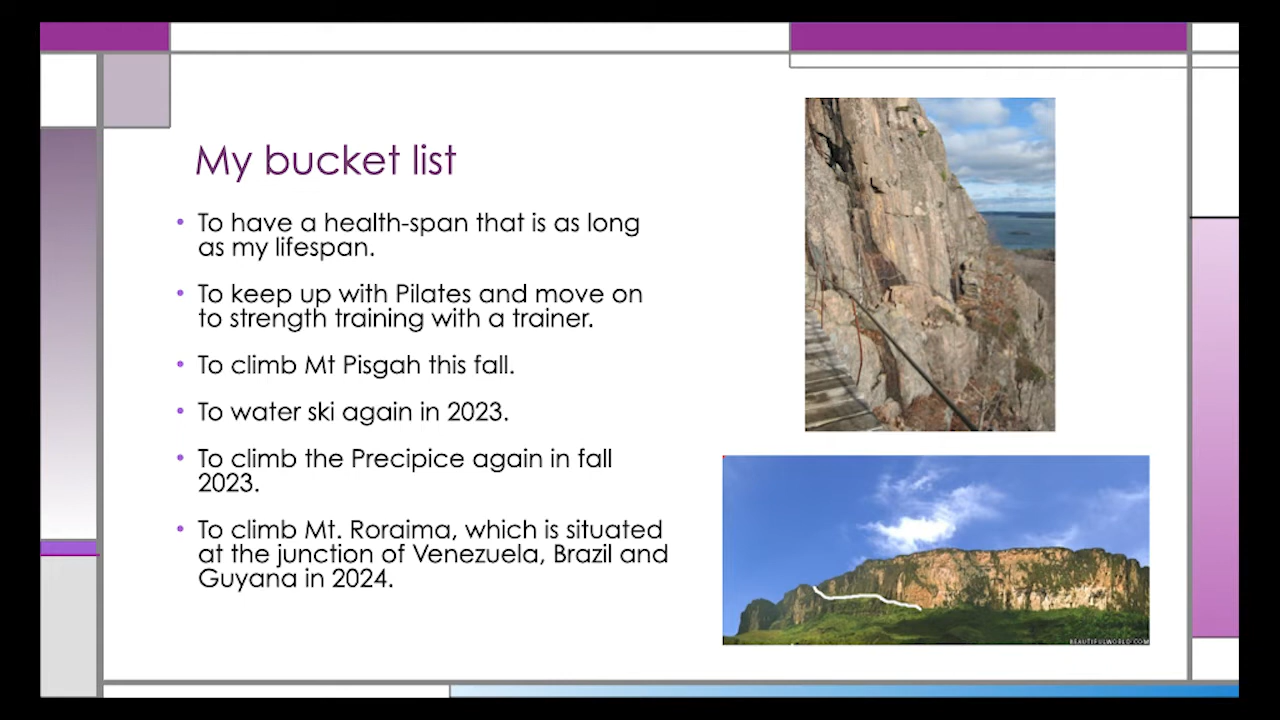 My bucket list
• To have a health-span that is as long
as my lifespan.
• To keep up with Pilates and move on
to strength training with a trainer.
• To climb Mt Pisgah this fall.
• To water ski again in 2023.
• To climb the Precipice again in fall
2023.
• To climb Mt. Roraima, which is situated
at the junction of Venezuela, Brazil and
Guyana in 2024.
BEAUTIFULWORLD.COM